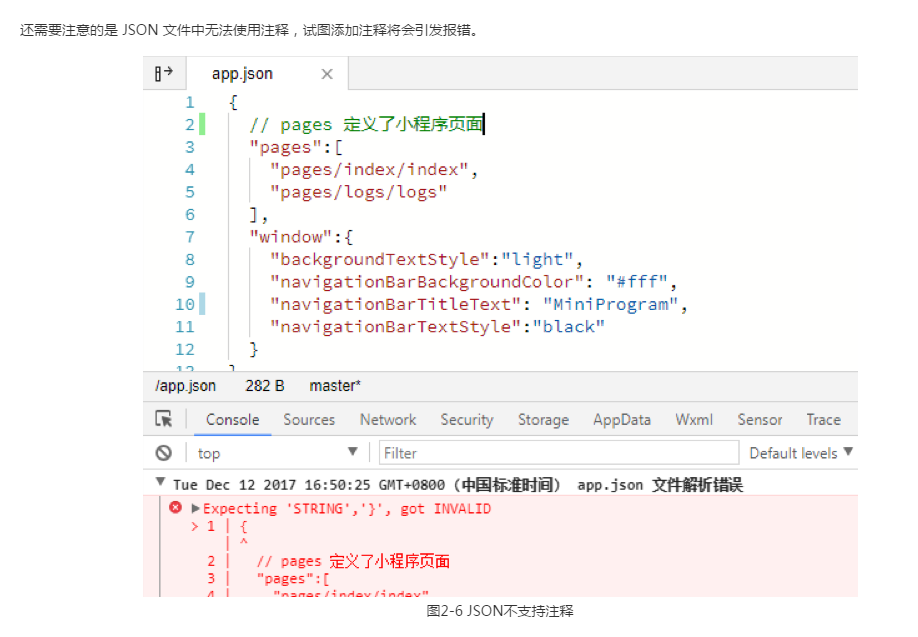 还需要注意的是 JSON 文件中无法使用注释，试图添加注释将会引发报错。
app.json ×
1 {
2 // pages 定义了小程序页面
3 "pages":[
4 "pages/index/index",
5 "pages/logs/logs"
6 ],
7 "window":{
8 "backgroundTextStyle":"light",
9 "navigationBarBackgroundColor": "#fff",
10 "navigationBarTitleText": "MiniProgram",
11 "navigationBarTextStyle":"black"
12 }
/app.json 282 B master*
Console Sources Network Security Storage AppData Wxml Sensor Trace
top Filter Default levels
Tue Dec 12 2017 16:50:25 GMT+0800 (中国标准时间) app.json 文件解析错误
Expecting 'STRING','}', got INVALID
> 1 | {
| ^
2 | // pages 定义了小程序页面
3 | "pages":[
4 | "pages/index/index"
图2-6 JSON不支持注释